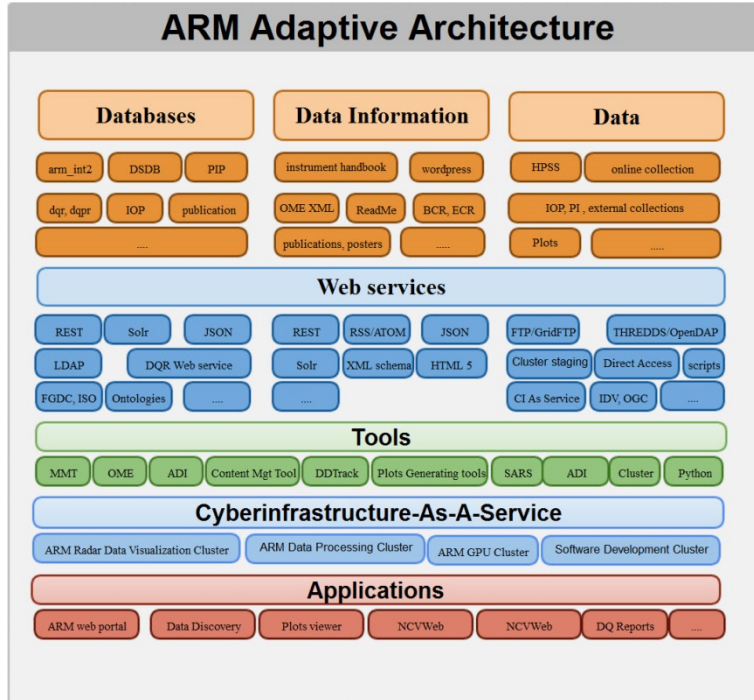 ARM Adaptive Architecture
Databases
Data Information
Data
arm_int2
DSDB
PIP
instrument handbook
wordpress
HPSS
online collection
dqr, dqpr
IOP
publication
OME XML
ReadMe
BCR, ECR
IOP, PI , external collections
....
publications, posters
.....
Plots
.....
Web services
REST
Solr
JSON
REST
RSS/ATOM
JSON
FTP/GridFTP
THREDDS/OpenDAP
LDAP
DQR Web service
Solr
XML schema
HTML 5
Cluster staging
Direct Access
scripts
FGDC, ISO
Ontologies
....
....
CI As Service
IDV, OGC
....
Tools
MMT
OME
ADI
Content Mgt Tool
DDTrack
Plots Generating tools
SARS
ADI
Cluster
Python
Cyberinfrastructure-As-A-Service
ARM Radar Data Visualization Cluster
ARM Data Processing Cluster
ARM GPU Cluster
Software Development Cluster
Applications
ARM web portal
Data Discovery
Plots viewer
NCVWeb
NCVWeb
DQ Reports
....